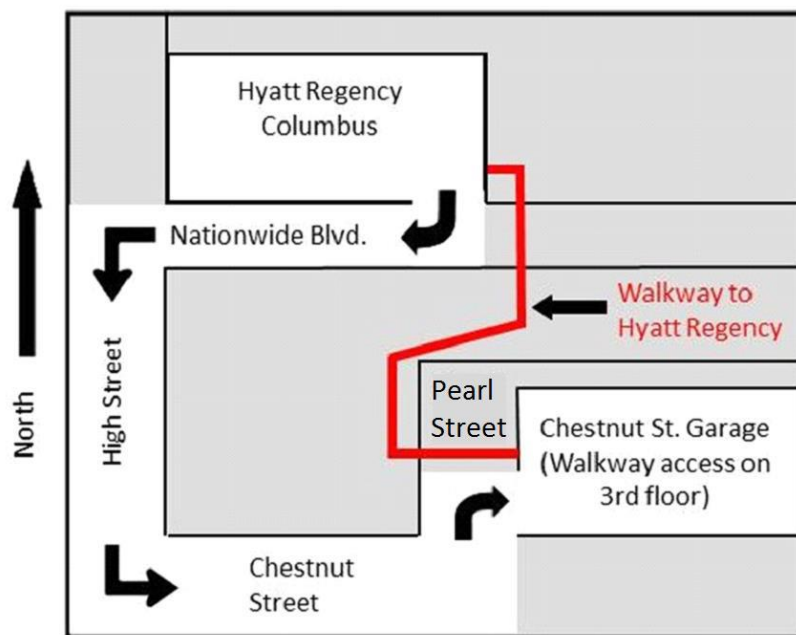 Hyatt Regency
Columbus
Nationwide Blvd.
Walkway to
Hyatt Regency
North
High Street
Pearl
Street
Chestnut St. Garage
(Walkway access on
3rd floor)
Chestnut
Street